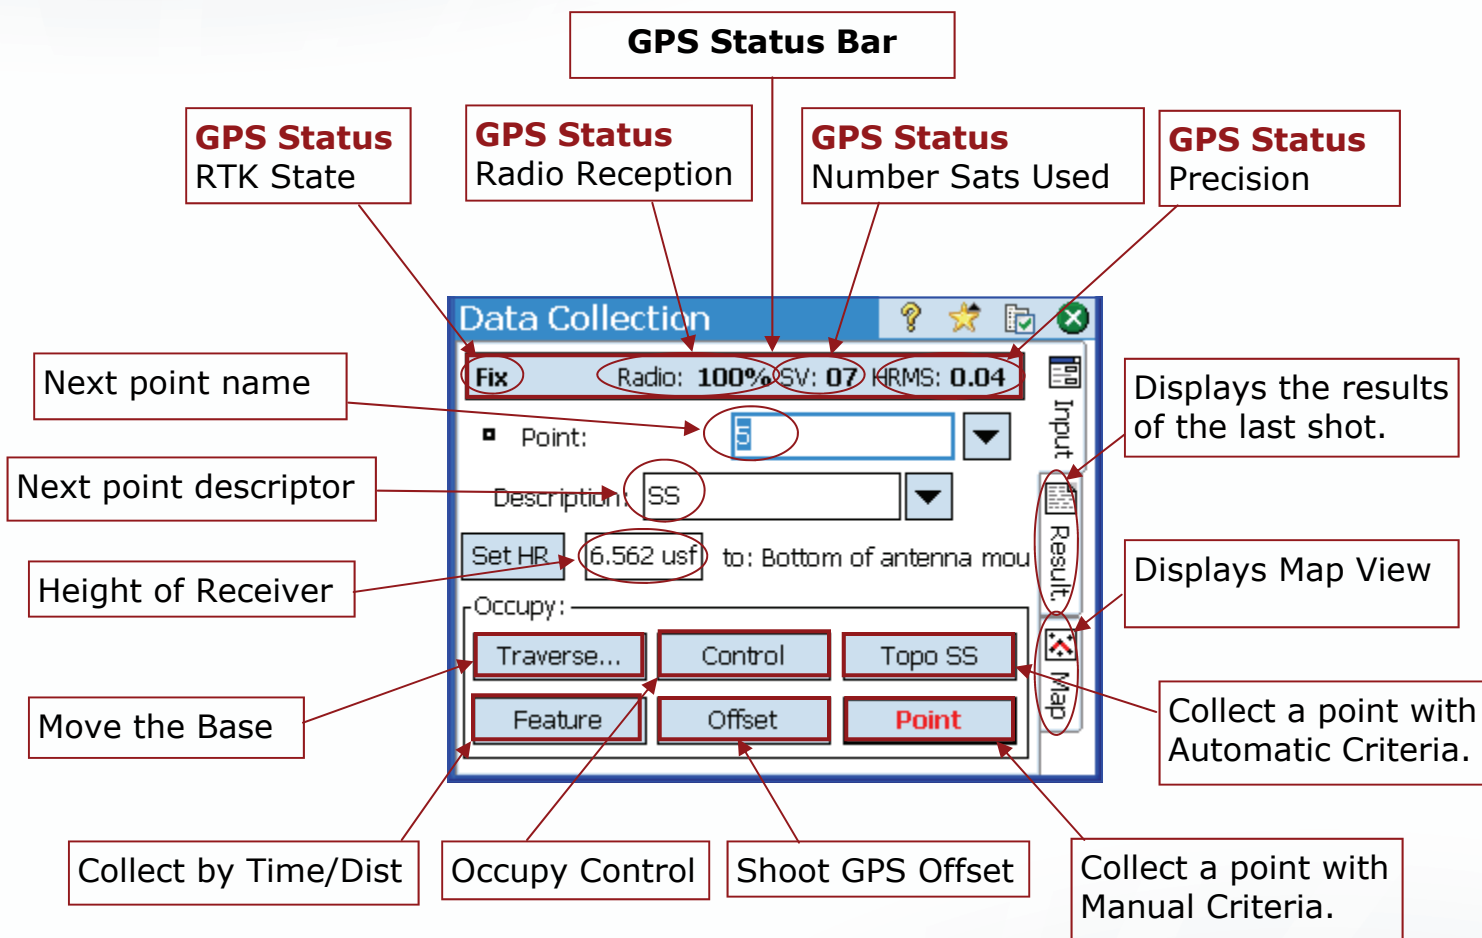 GPS Status Bar
GPS Status
RTK State
GPS Status
Radio Reception
GPS Status
Number Sats Used
GPS Status
Precision
Data Collection
Fix Radio: 100% SV: 07 HRMS: 0.04
Input
Next point name
Point: 5
Displays the results
of the last shot.
Next point descriptor
Description: SS
Result.
Set HR 6.562 usf to: Bottom of antenna mou
Height of Receiver
Displays Map View
Occupy:
Traverse... Control Topo SS
Map
Move the Base
Feature Offset Point
Collect a point with
Automatic Criteria.
Collect by Time/Dist
Occupy Control
Shoot GPS Offset
Collect a point with
Manual Criteria.